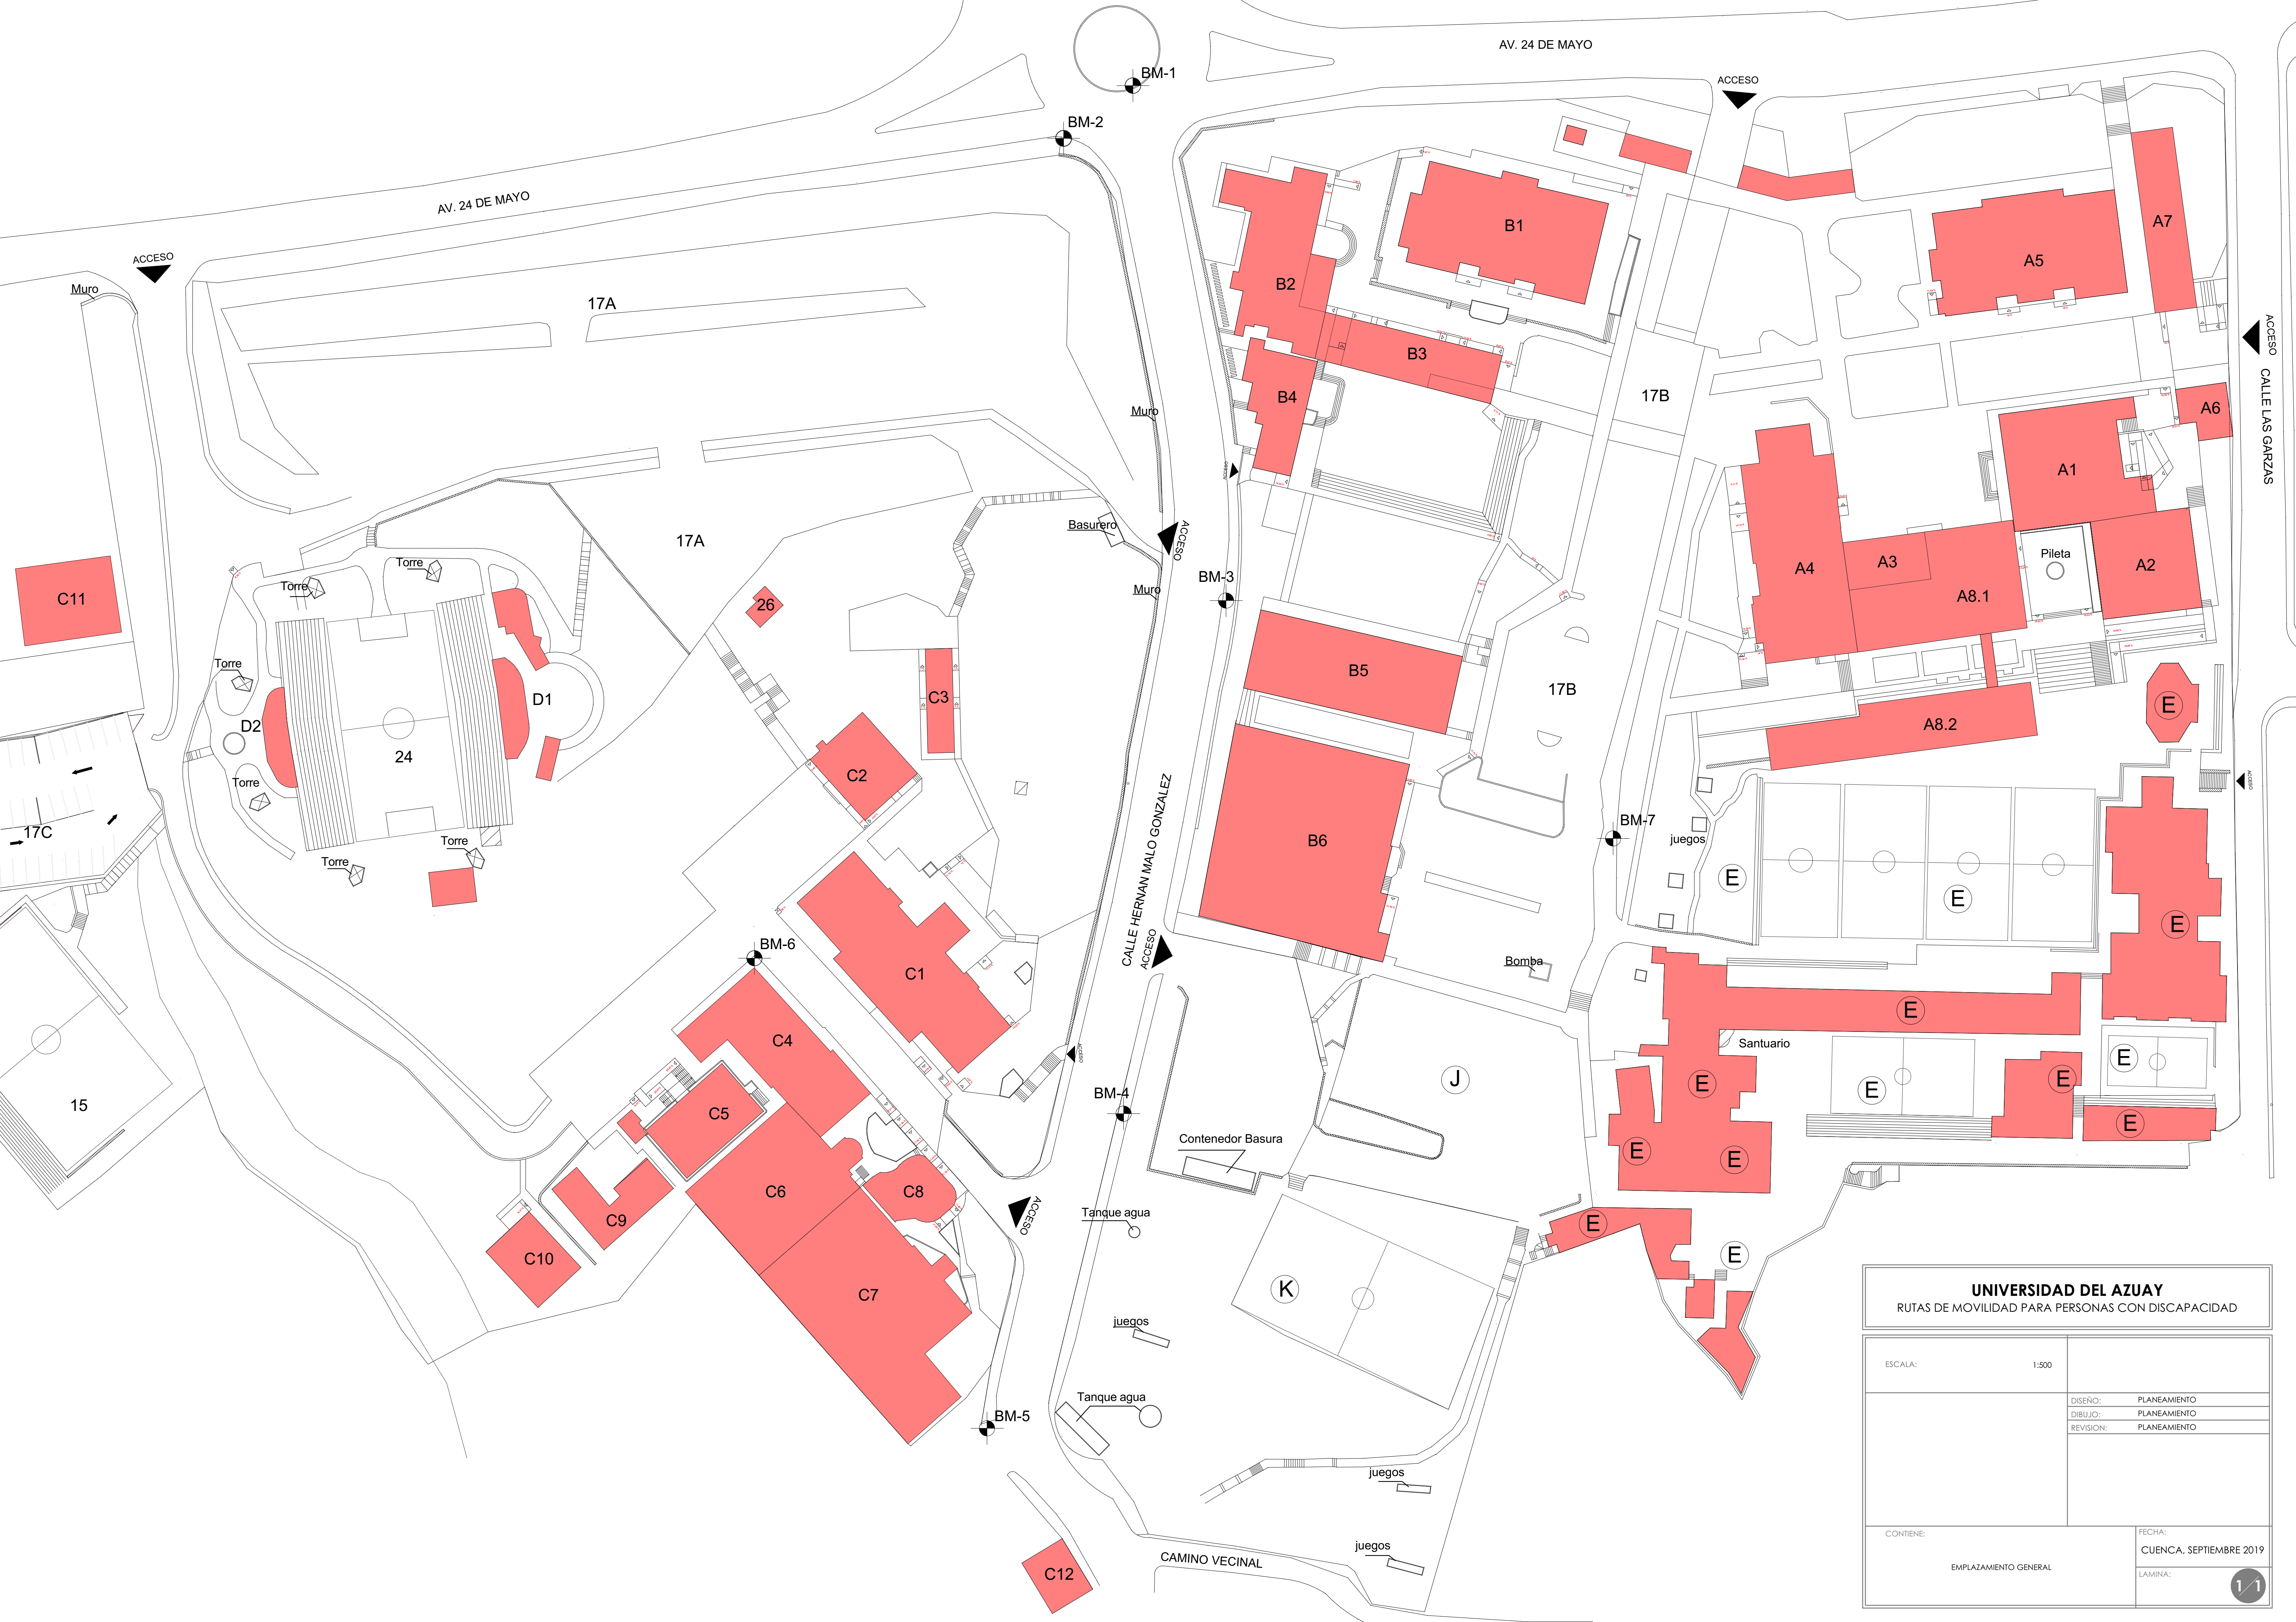 AV. 24 DE MAYO
BM-1
ACCESO
BM-2
AV. 24 DE MAYO
ACCESO
Muro
17A
B1
B2
B3
B4
A5
A7
ACCESO
CALLE LAS GARZAS
17B
A6
A1
Muro
Basurero
ACCESO
Muro
17A
BM-3
C11
Torre
Torre
Torre
D2
D1
24
Torre
Torre
Torre
17C
15
26
C3
C2
A4
A3
A8.1
Pileta
A2
B5
17B
A8.2
E
ACCESO
B6
BM-7
juegos
E
E
E
CALLE HERNAN MALO GONZALEZ
ACCESO
BM-6
C1
C4
Bomba
E
Santuario
E
E
E
E
E
E
E
J
ACCESO
BM-4
C5
Contenedor Basura
C6
C8
C9
C10
ACCESO
Tanque agua
E
E
K
C7
juegos
Tanque agua
BM-5
juegos
juegos
CAMINO VECINAL
C12
UNIVERSIDAD DEL AZUAY
RUTAS DE MOVILIDAD PARA PERSONAS CON DISCAPACIDAD
ESCALA: 1:500
DISEÑO: PLANEAMIENTO
DIBUJO: PLANEAMIENTO
REVISION: PLANEAMIENTO
CONTIENE:
EMPLAZAMIENTO GENERAL
FECHA:
CUENCA, SEPTIEMBRE 2019
LAMINA:
1/1